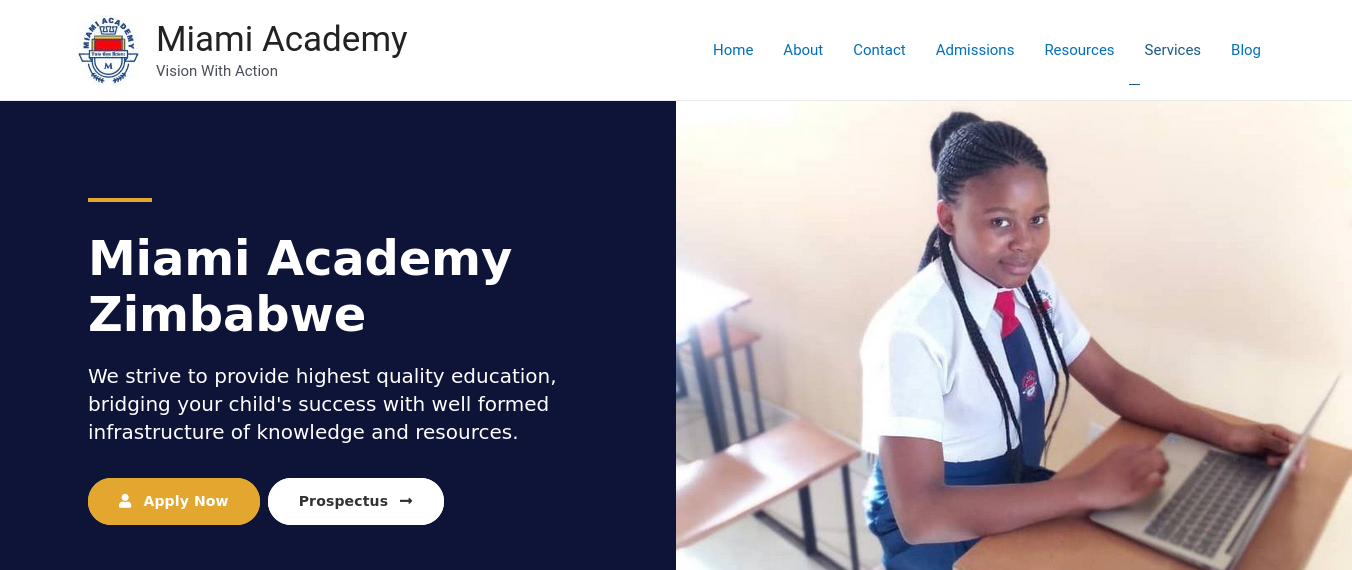 MIAMI ACADEMY
M
Miami Academy
Vision With Action
Home About Contact Admissions Resources Services Blog
Miami Academy
Zimbabwe
We strive to provide highest quality education,
bridging your child's success with well formed
infrastructure of knowledge and resources.
Apply Now Prospectus